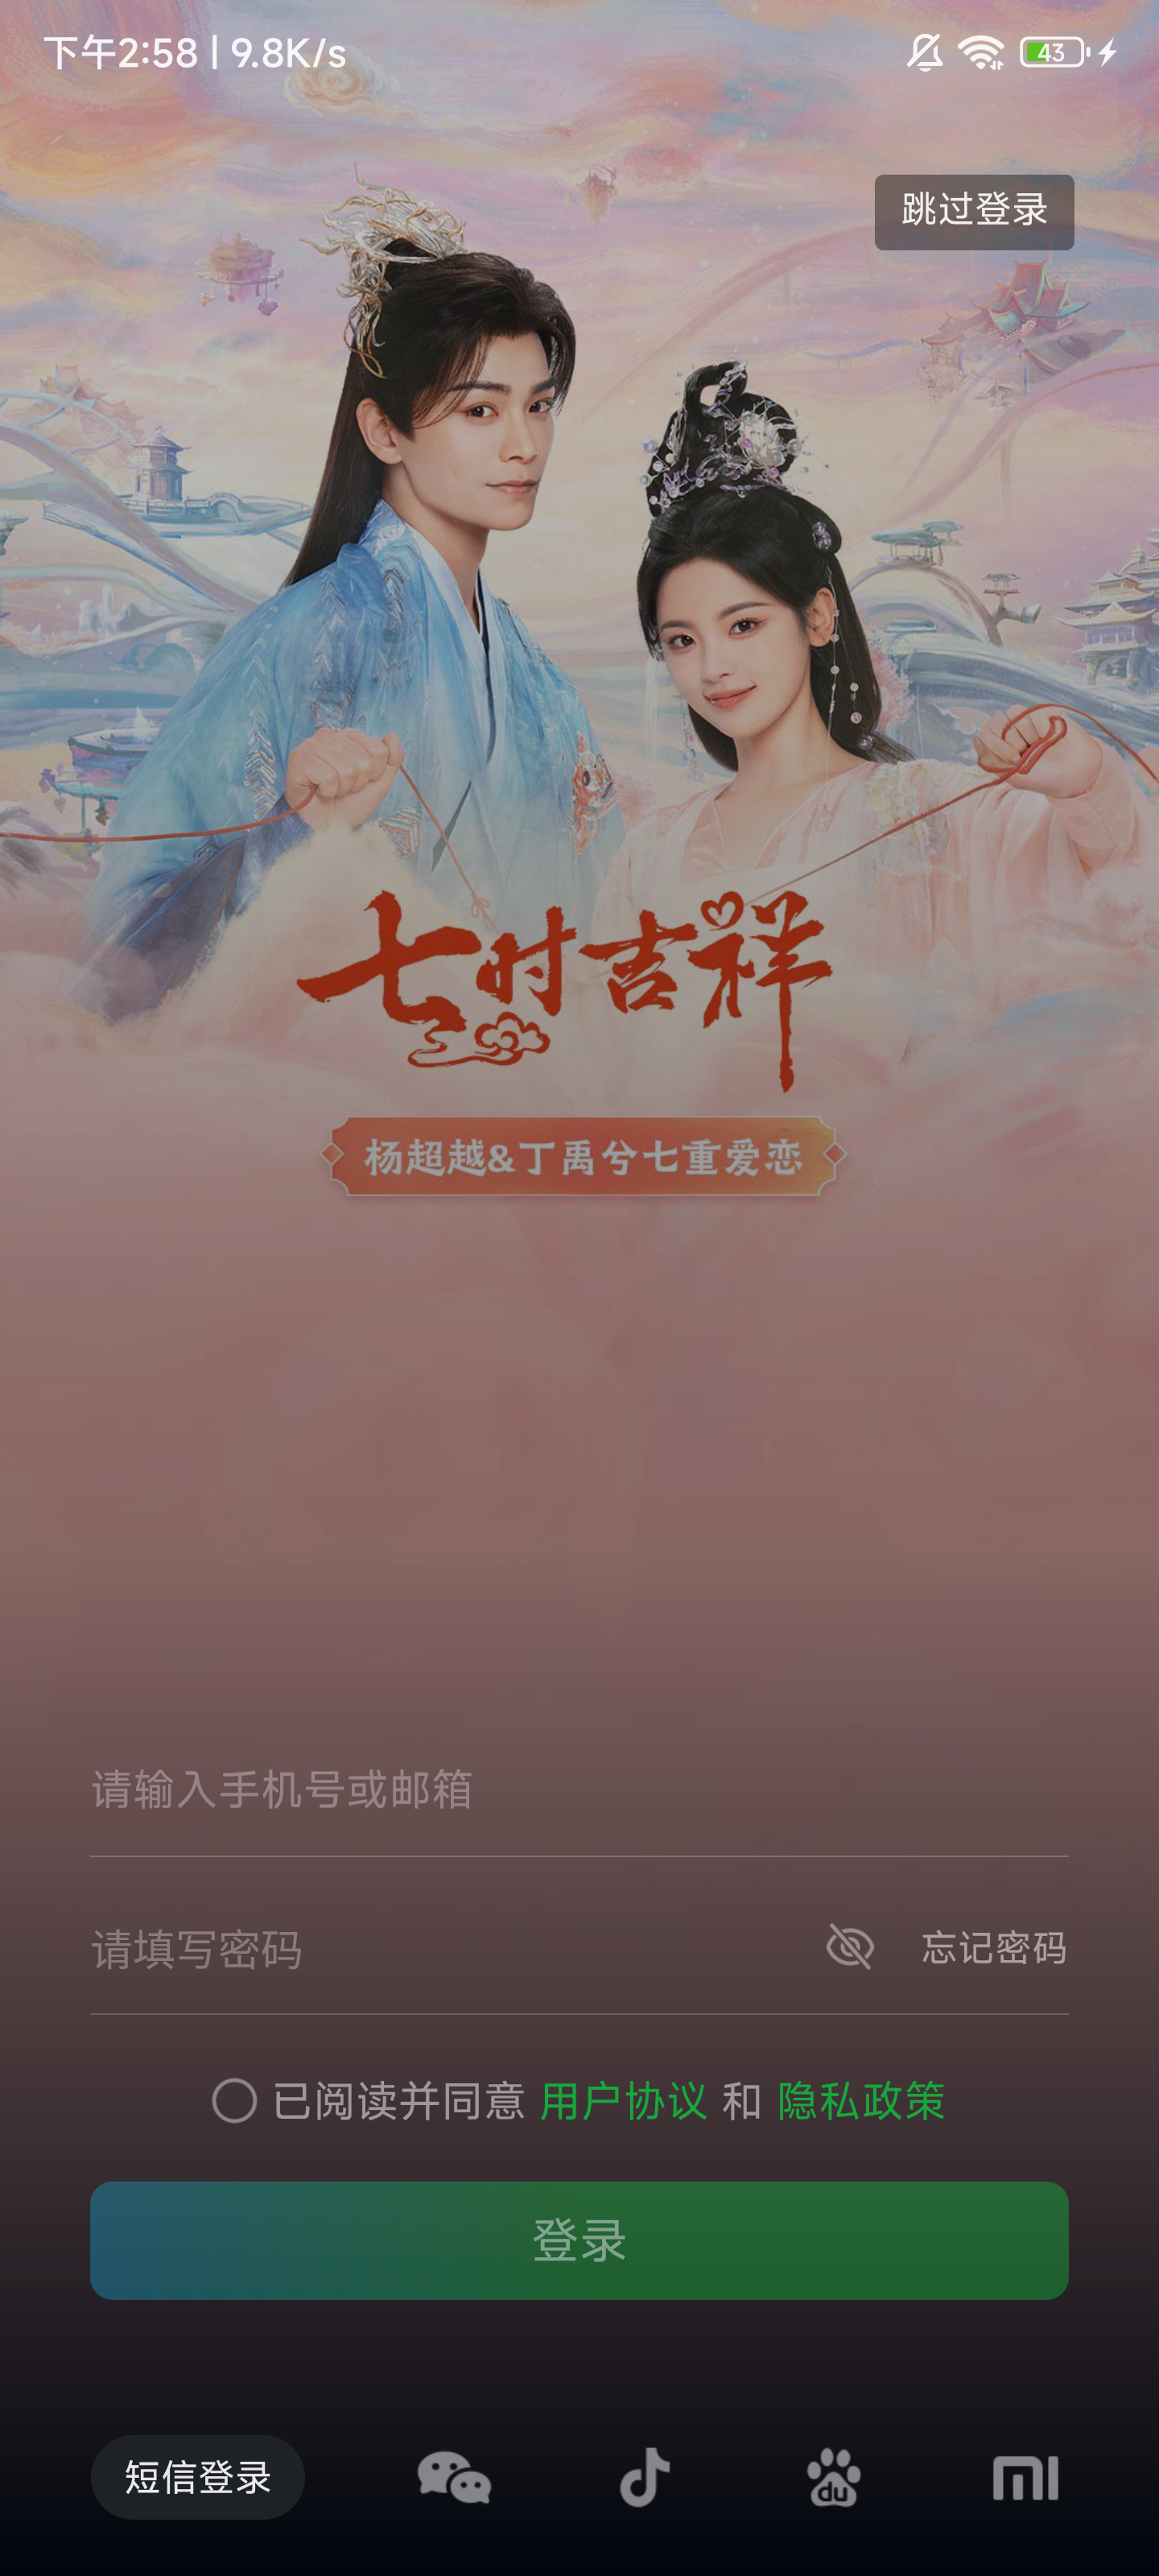 下午2:58 | 9.8K/s
43
跳过登录
七时吉祥
杨超越&丁禹兮七重爱恋
请输入手机号或邮箱
请填写密码
忘记密码
已阅读并同意 用户协议 和 隐私政策
登录
短信登录
du